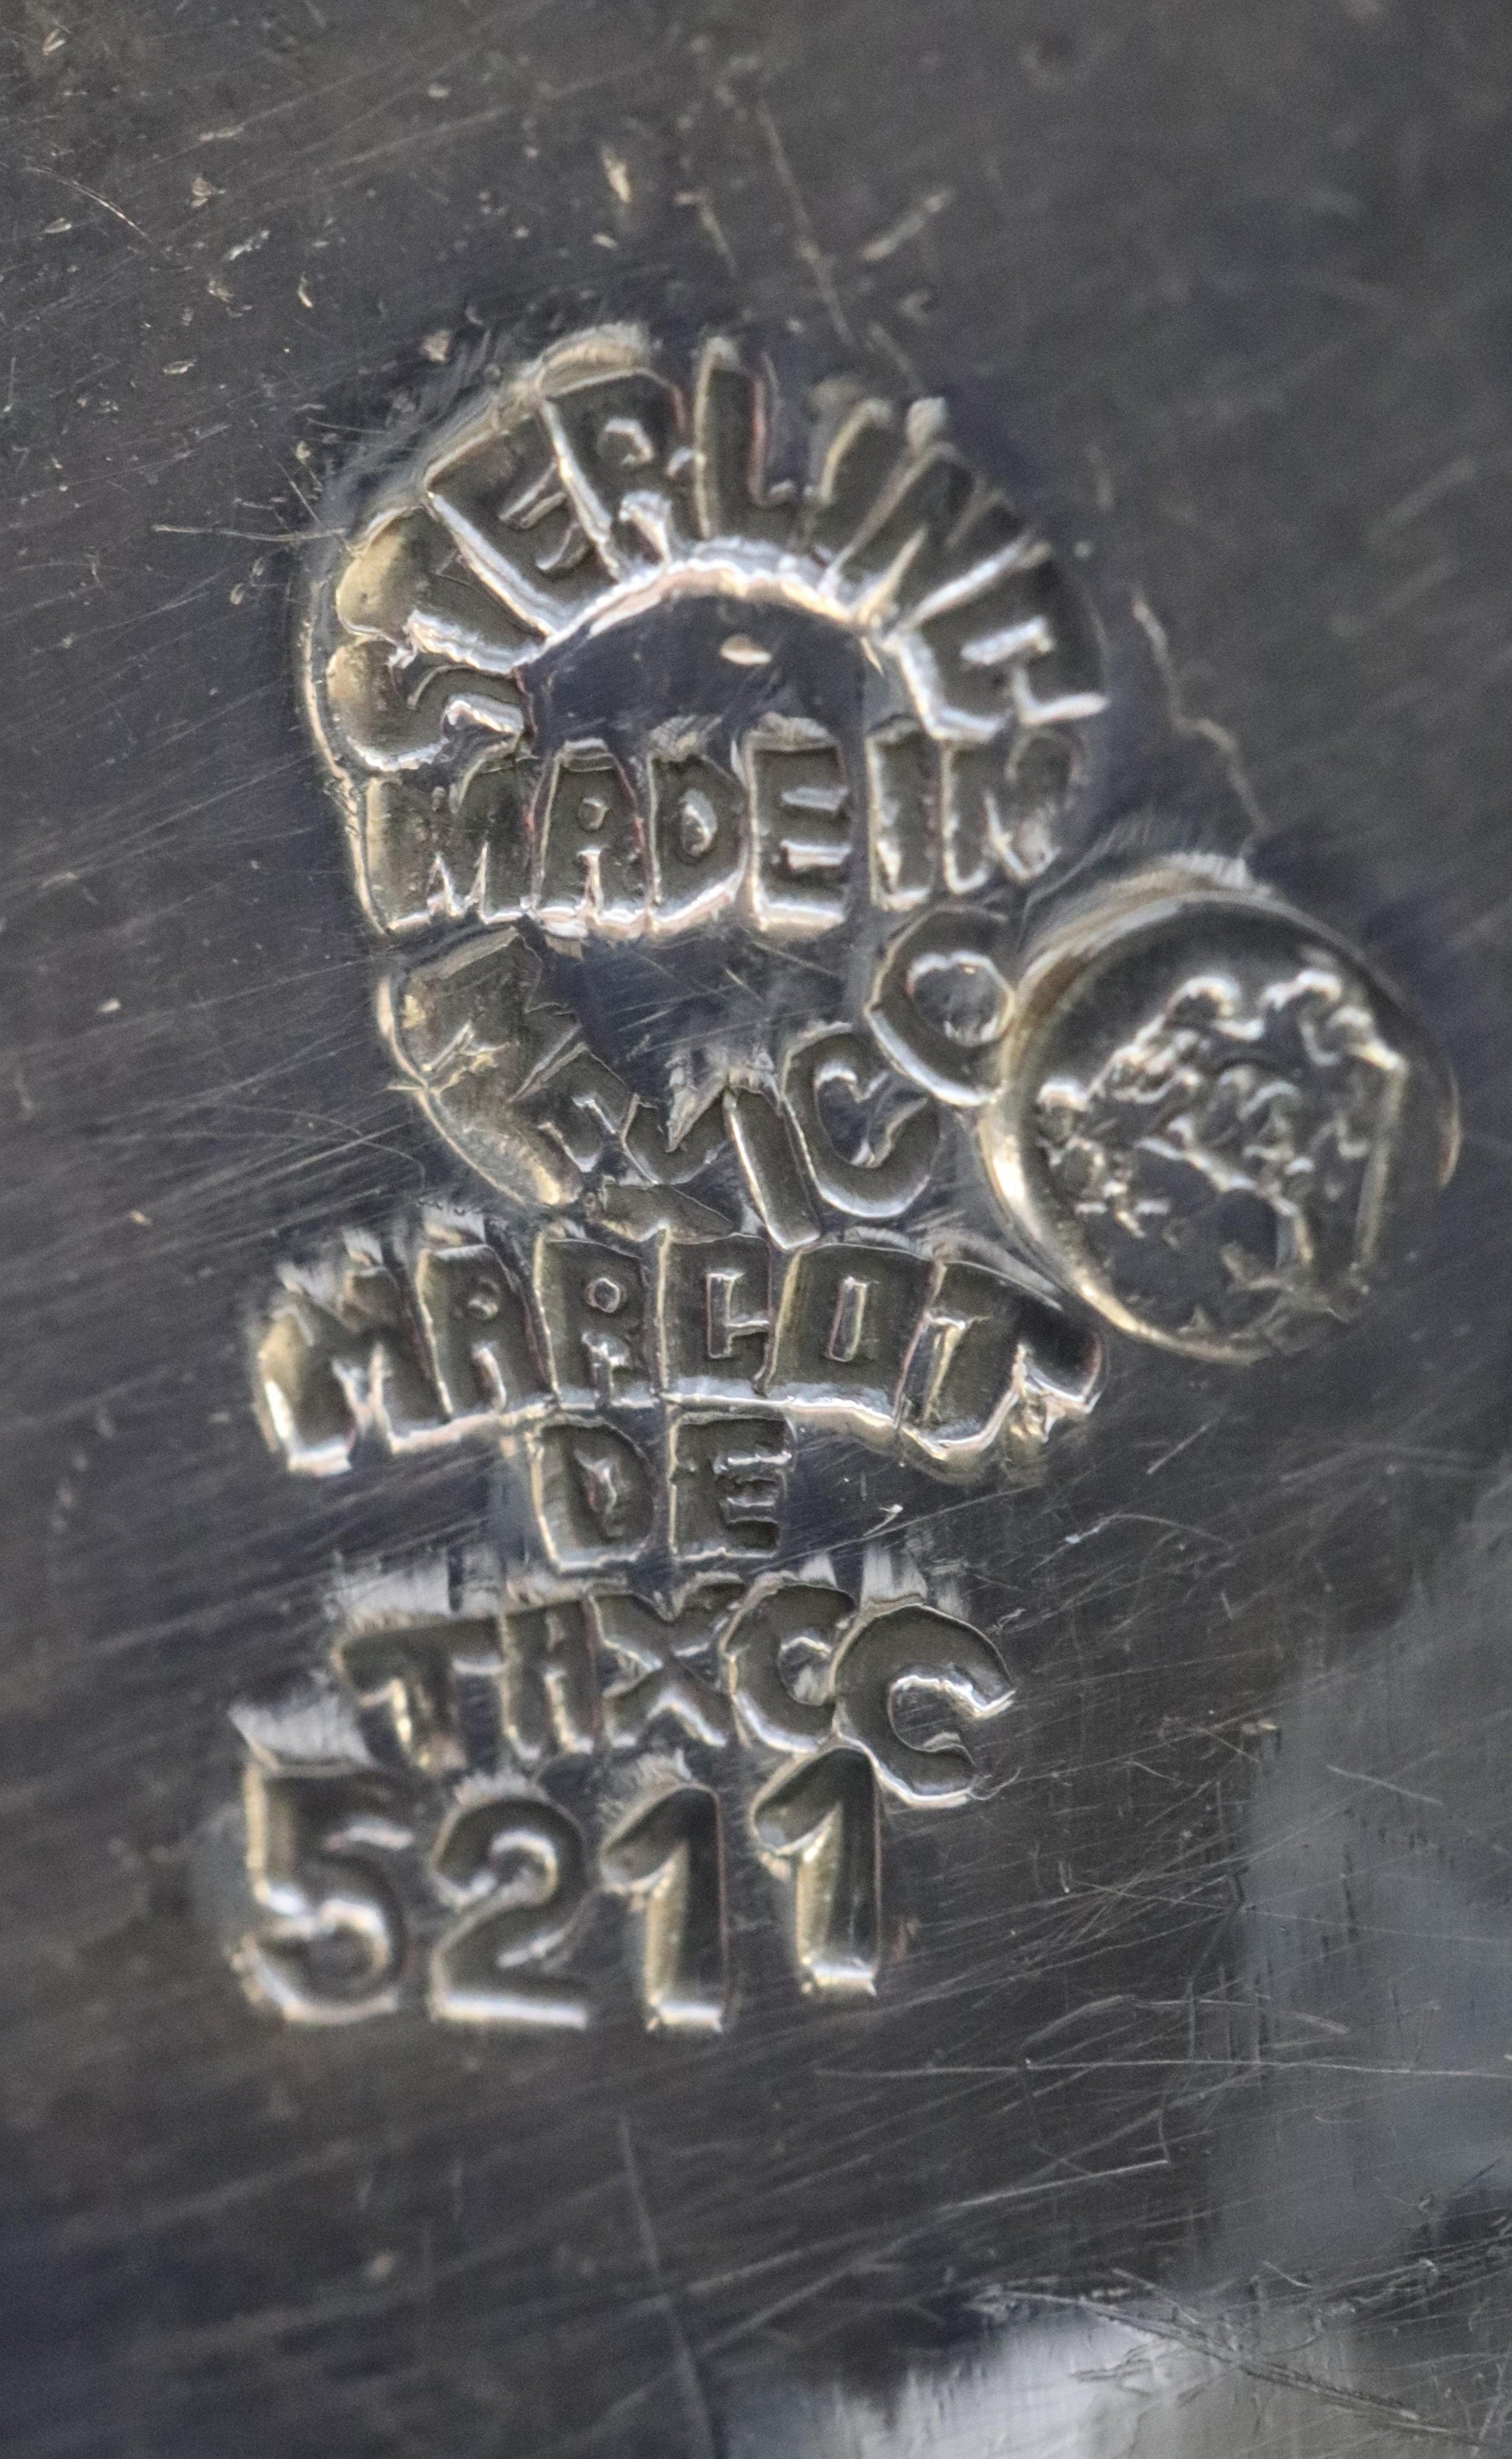 STERLING
MADE IN
MEXICO
MARGOT
DE
TAXCO
5211